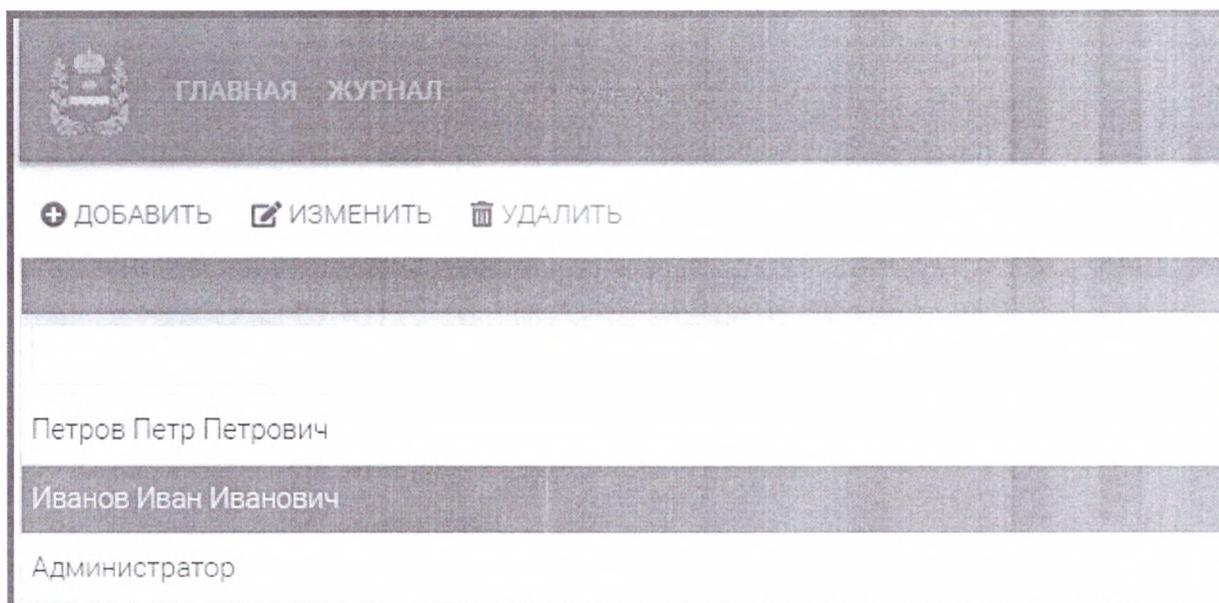 ГЛАВНАЯ ЖУРНАЛ
ДОБАВИТЬ ИЗМЕНИТЬ УДАЛИТЬ
Петров Петр Петрович
Иванов Иван Иванович
Администратор